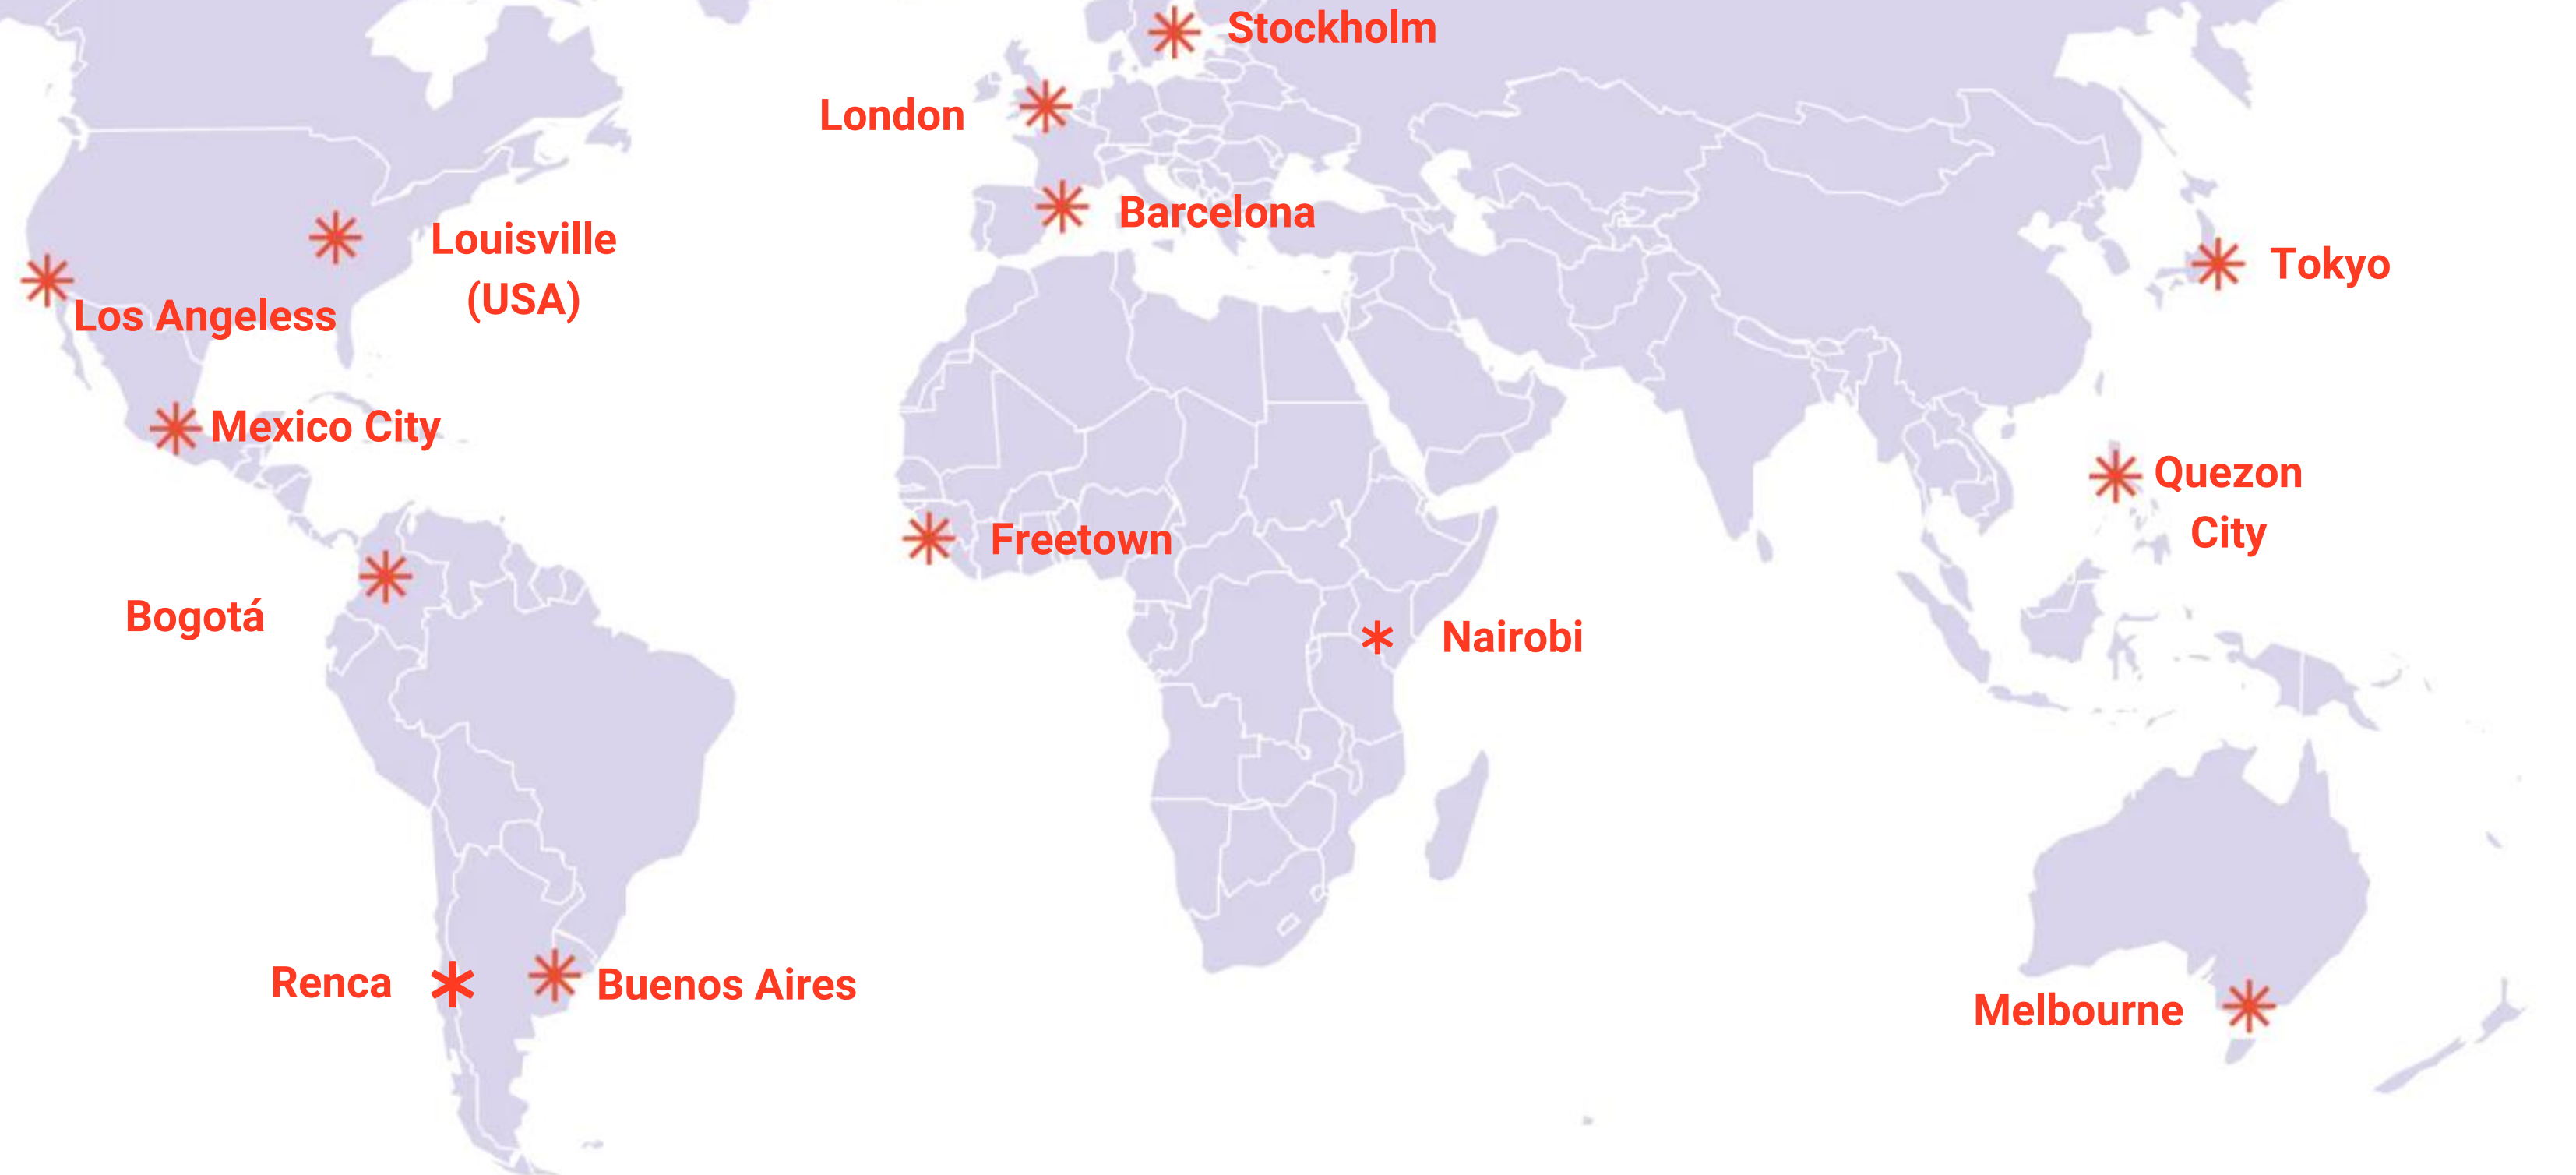 Stockholm
London
Barcelona
Louisville
(USA)
Los Angeless
Tokyo
Mexico City
Quezon
City
Freetown
Bogotá
Nairobi
Renca
Buenos Aires
Melbourne